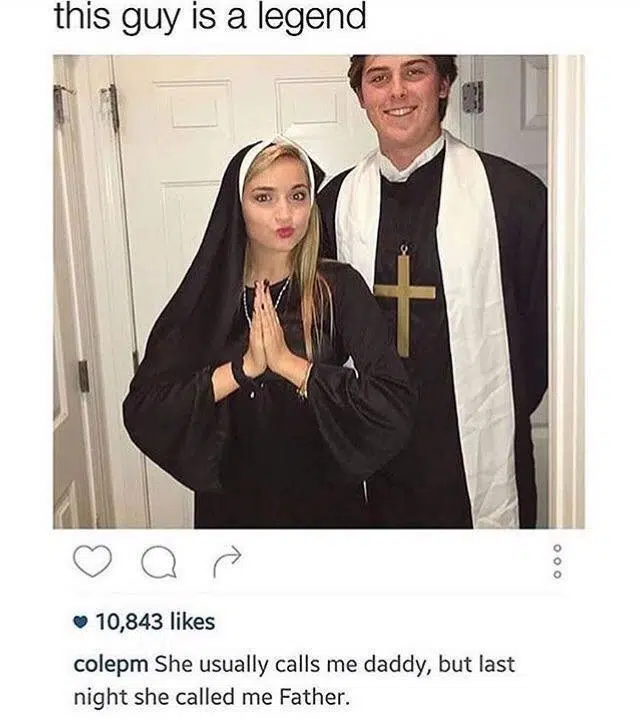 this guy is a legend
10,843 likes
colepm She usually calls me daddy, but last
night she called me Father.